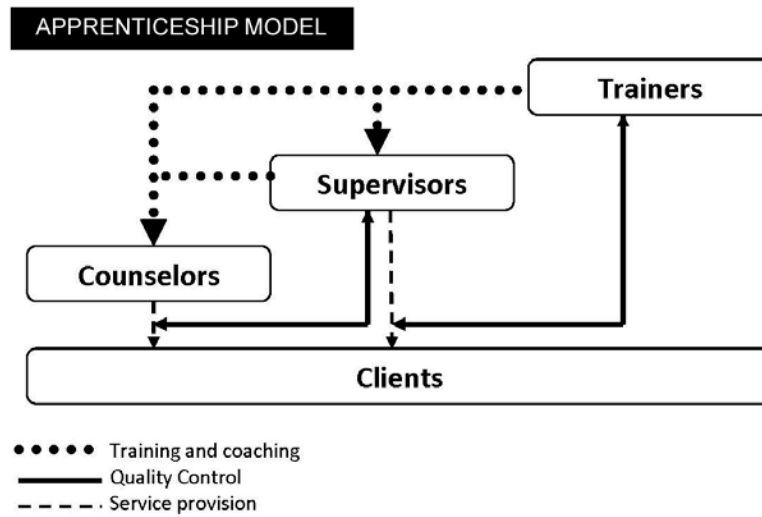 APPRENTICESHIP MODEL
Trainers
Supervisors
Counselors
Clients
Training and coaching
Quality Control
Service provision